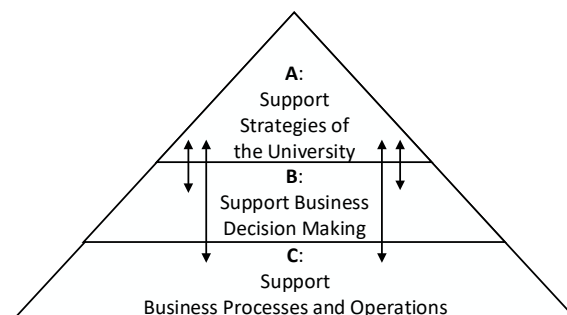 A:
Support
Strategies of
the University
B:
Support Business
Decision Making
C:
Support
Business Processes and Operations